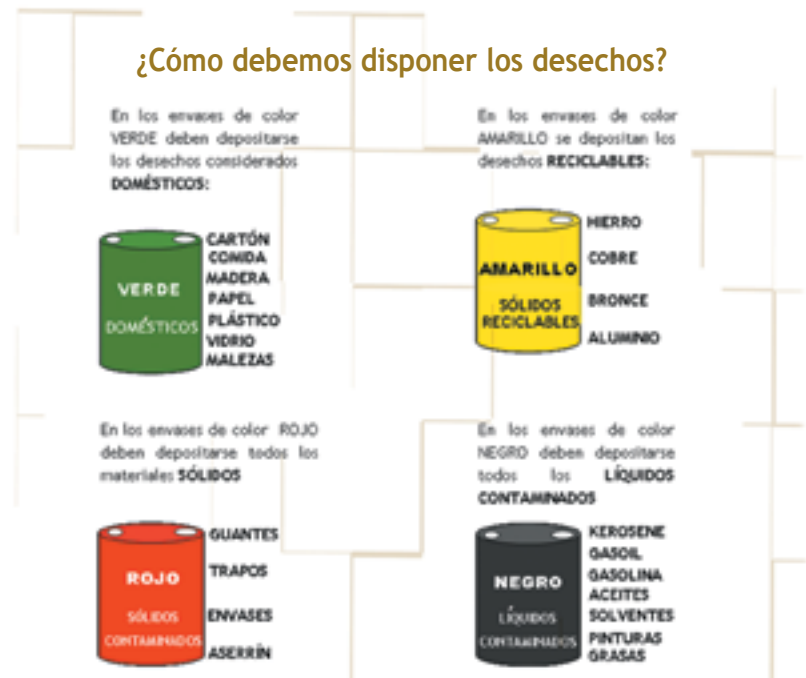 ¿Cómo debemos disponer los desechos?
En los envases de color
VERDE deben depositarse
los desechos considerados
DOMÉSTICOS:
VERDE
DOMÉSTICOS
CARTÓN
COMIDA
MADERA
PAPEL
PLÁSTICO
VIDRIO
MALEZAS
En los envases de color
AMARILLO se depositan los
desechos RECICLABLES:
AMARILLO
SÓLIDOS
RECICLABLES
HIERRO
COBRE
BRONCE
ALUMINIO
En los envases de color ROJO
deben depositarse todos los
materiales SÓLIDOS
ROJO
SÓLIDOS
CONTAMINADOS
GUANTES
TRAPOS
ENVASES
ASERRÍN
En los envases de color
NEGRO deben depositarse
todos los LÍQUIDOS
CONTAMINADOS
NEGRO
LÍQUIDOS
CONTAMINADOS
KEROSENE
GASOIL
GASOLINA
ACEITES
SOLVENTES
PINTURAS
GRASAS